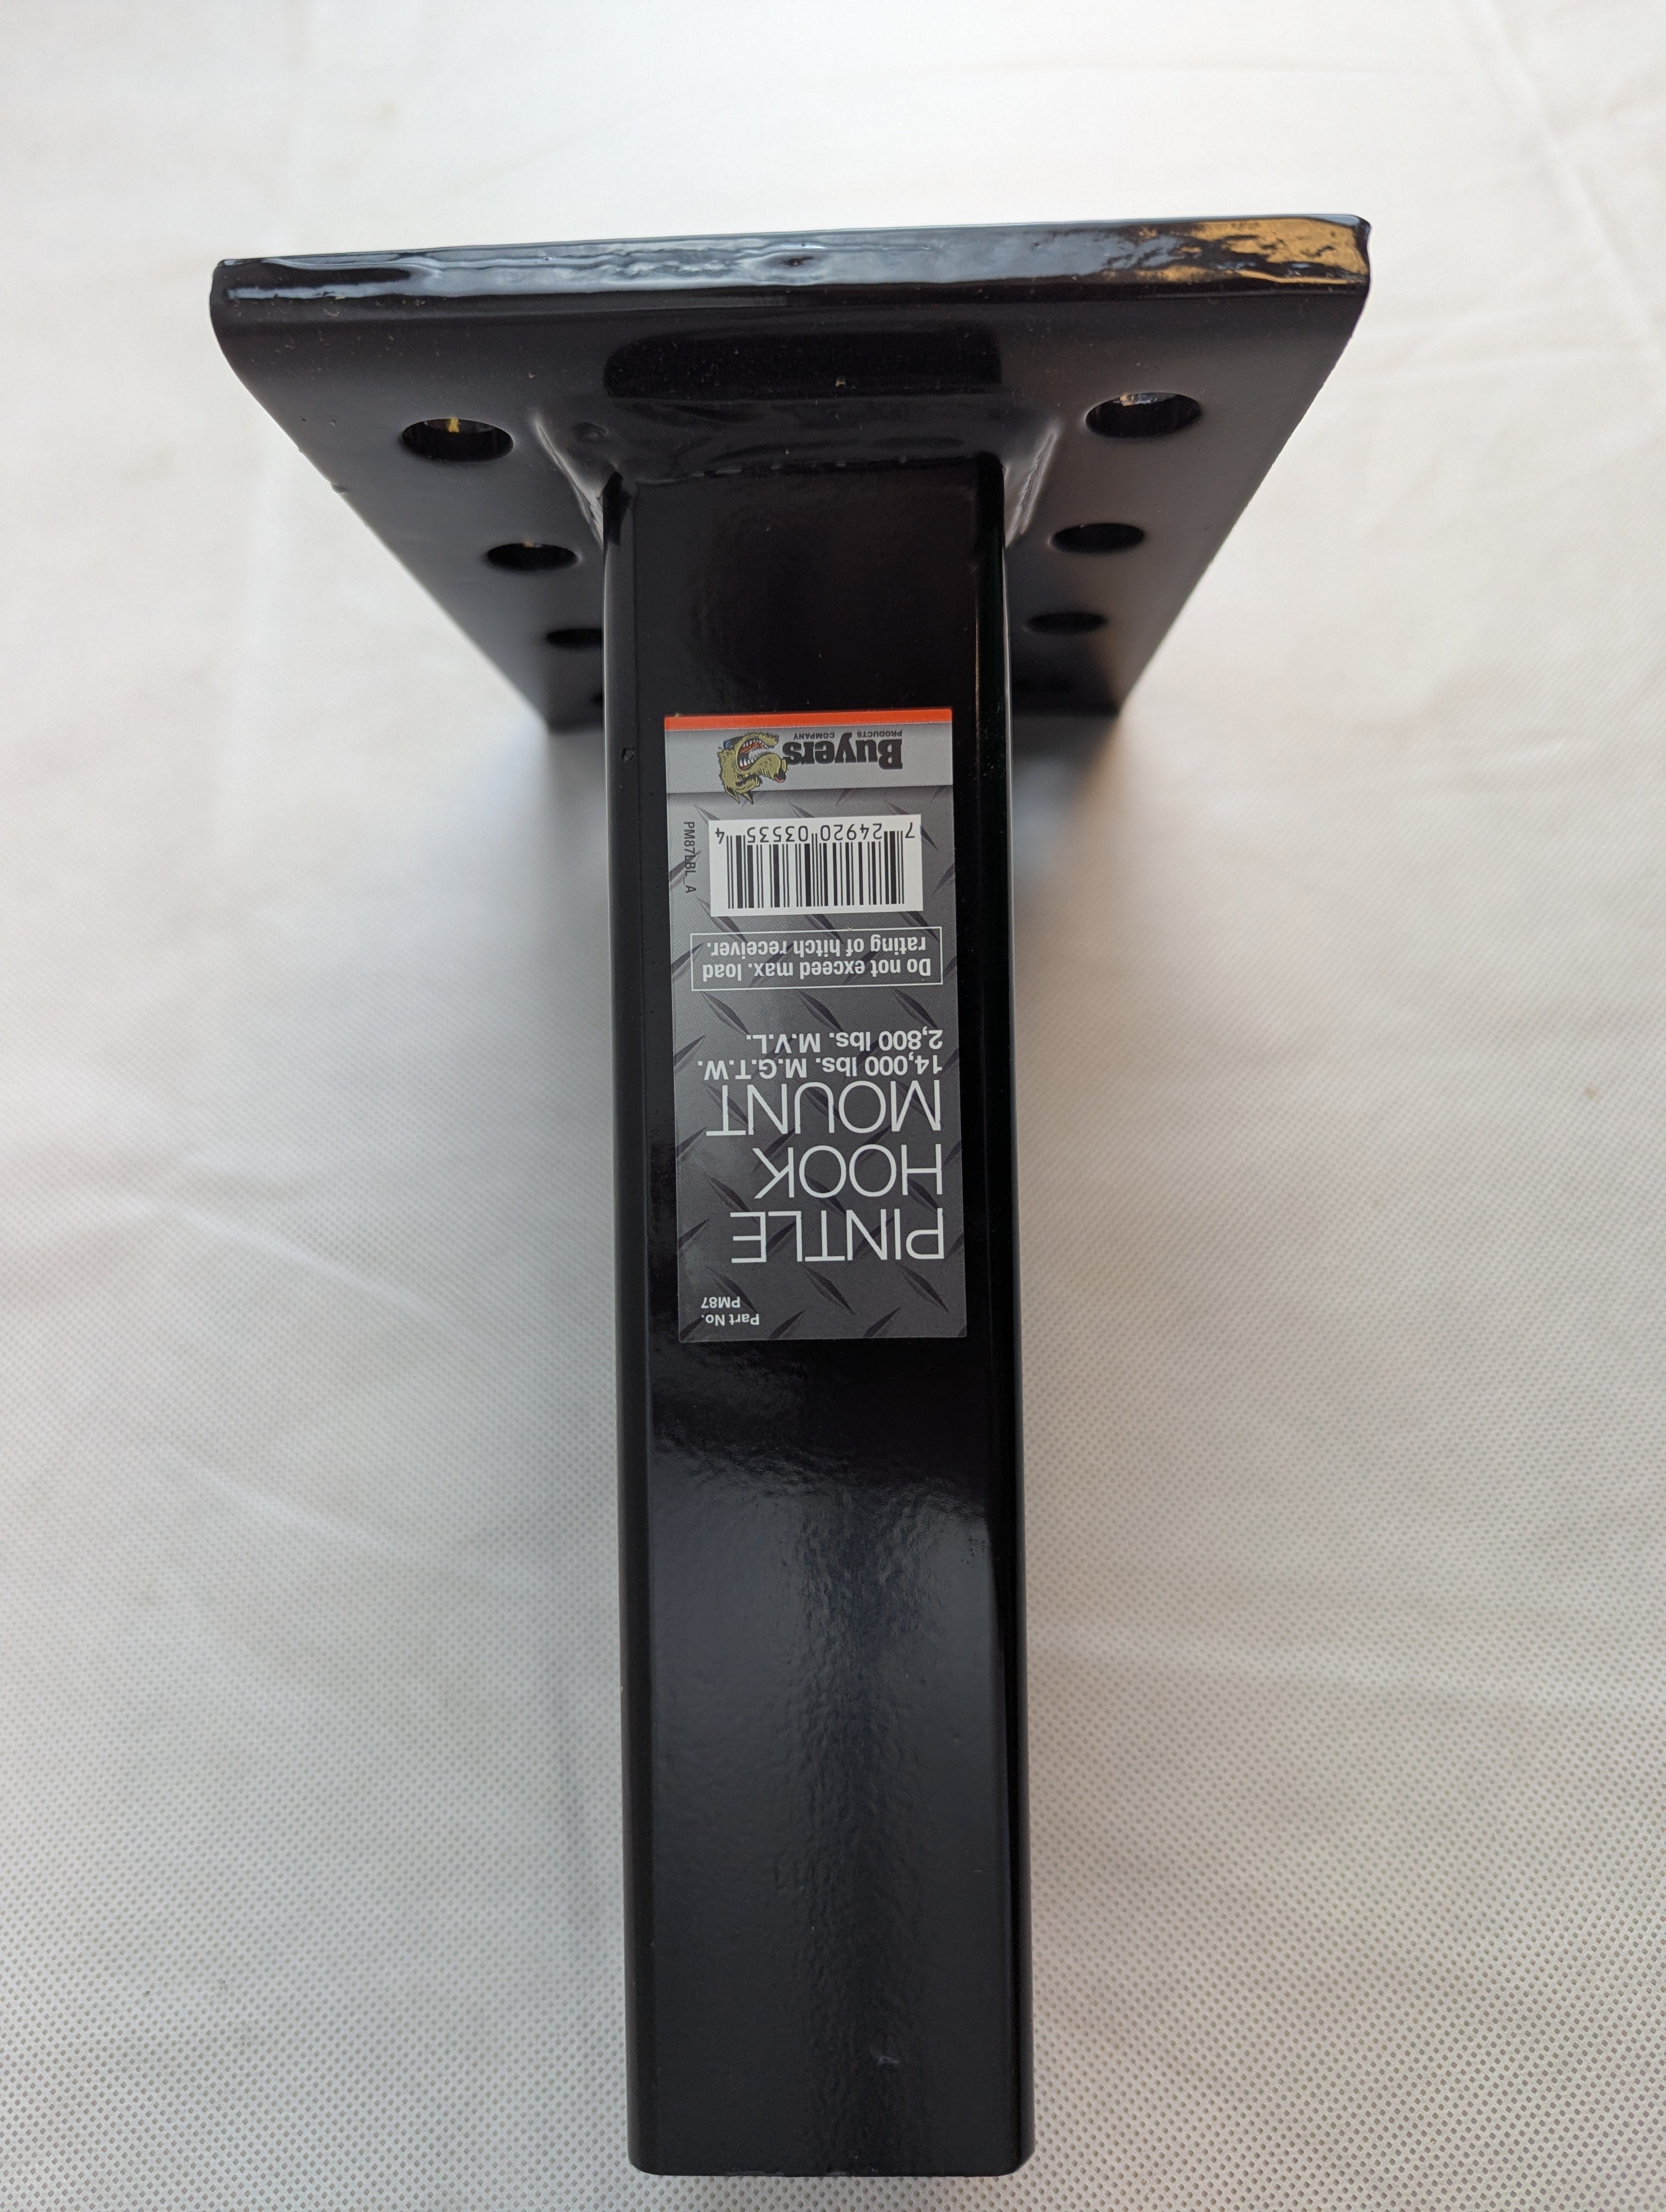 Part No.
PM87
PINTLE
HOOK
MOUNT
14,000 lbs. M.G.T.W.
2,800 lbs. M.V.L.
Do not exceed max. load
rating of hitch receiver.
7 24920 03535 4
PM87LBL_A
Buyers
PRODUCTS COMPANY